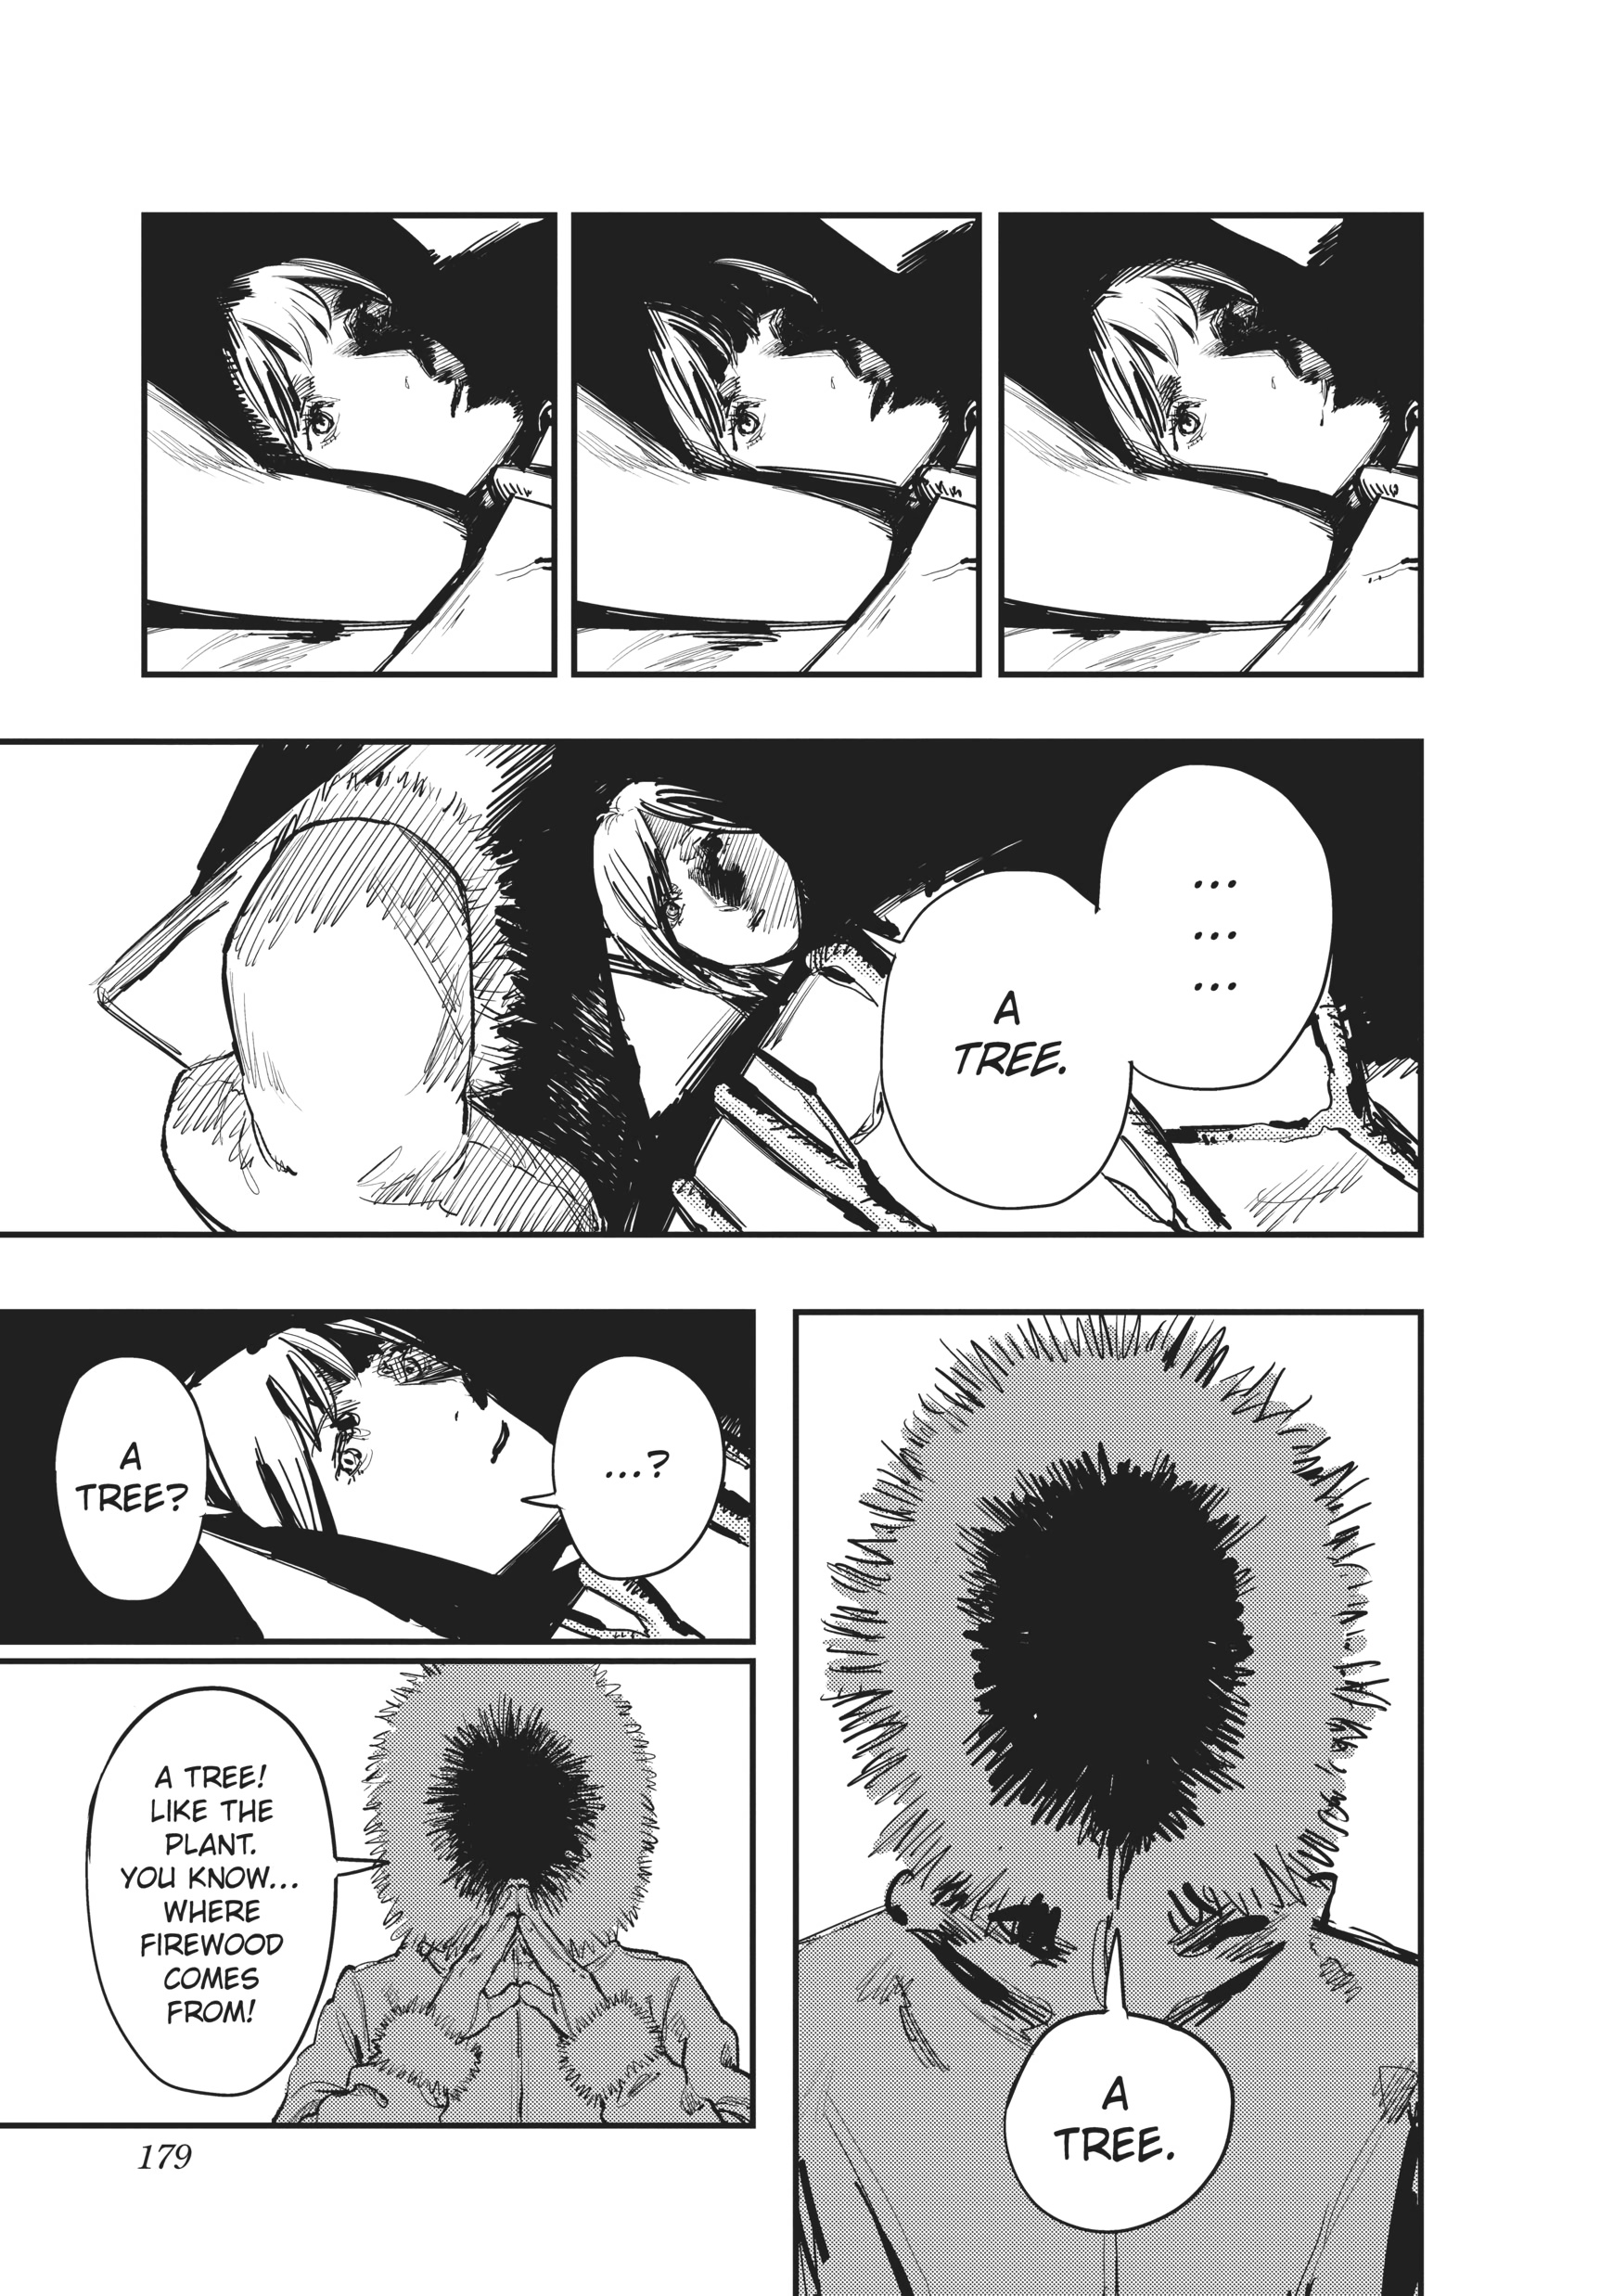 ...
...
...
A
TREE.
A
TREE.
...?
A
TREE?
A TREE!
LIKE THE
PLANT.
YOU KNOW...
WHERE
FIREWOOD
COMES
FROM!
179